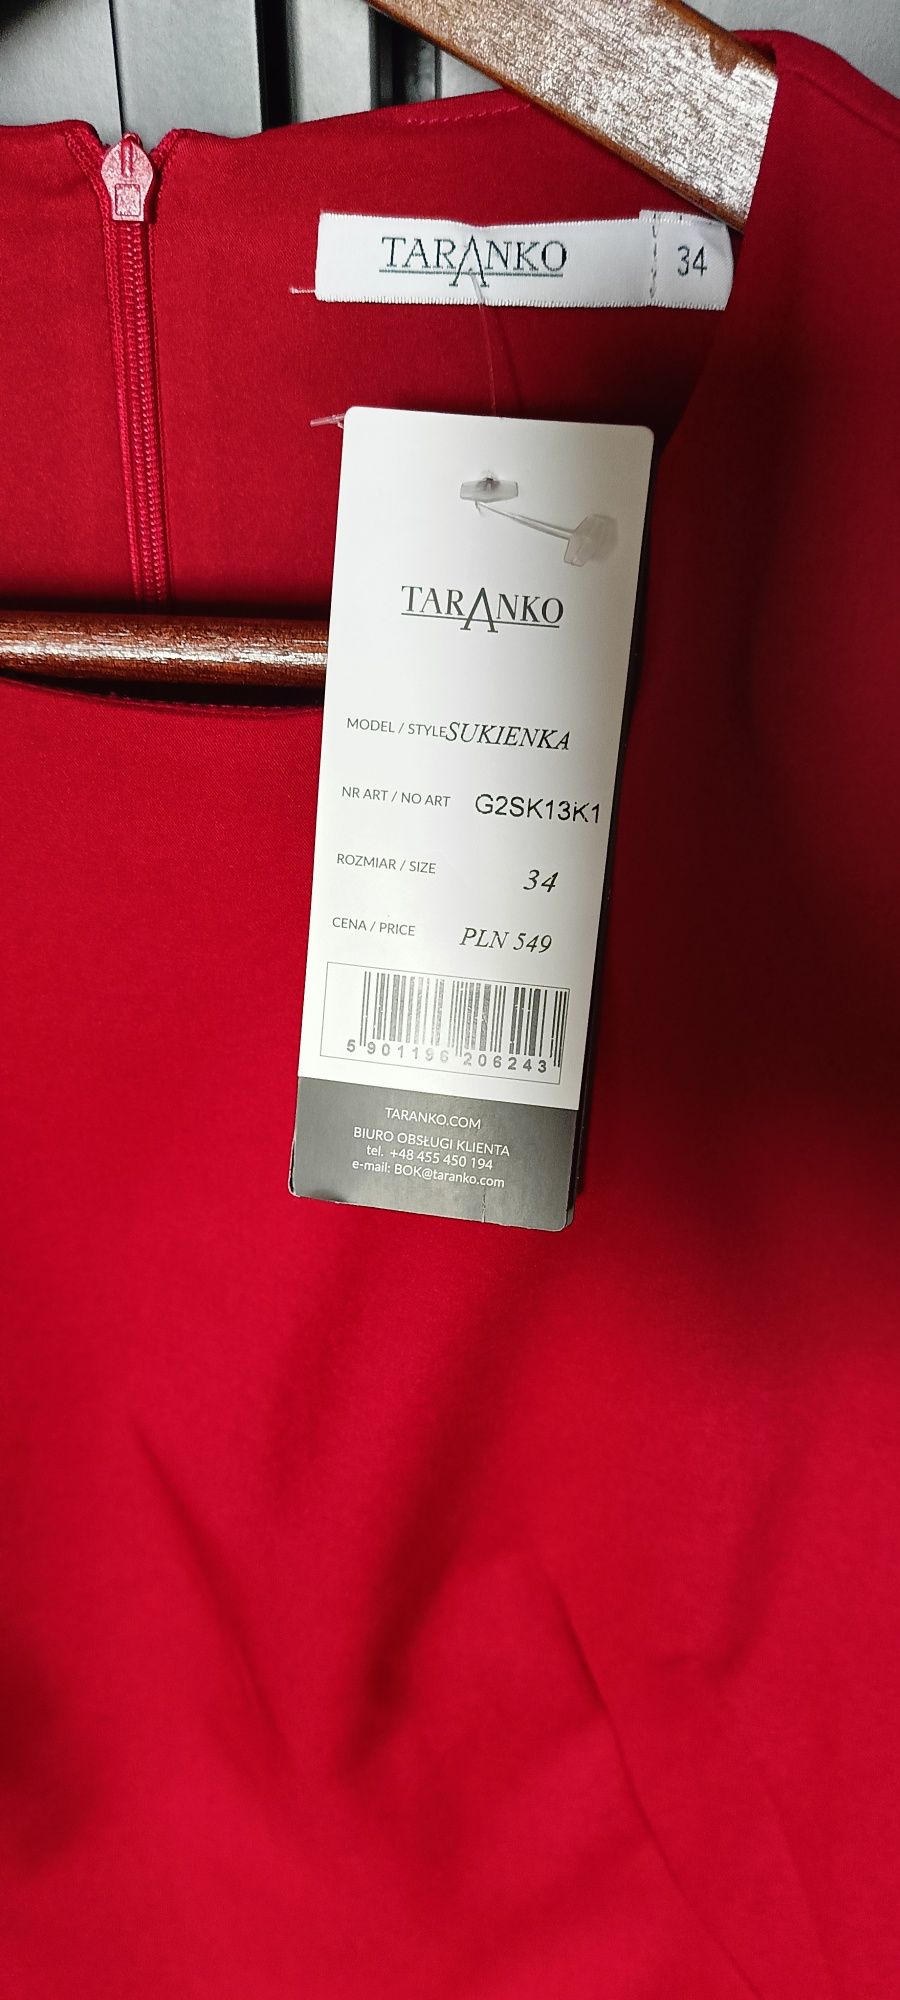 TARANKO 34
TARANKO
MODEL / STYLE SUKIENKA
NR ART / NO ART G2SK13K1
ROZMIAR / SIZE 34
CENA / PRICE PLN 549
5 901196 206243
TARANKO.COM
BIURO OBSŁUGI KLIENTA
tel. +48 455 450 194
e-mail: BOK@taranko.com